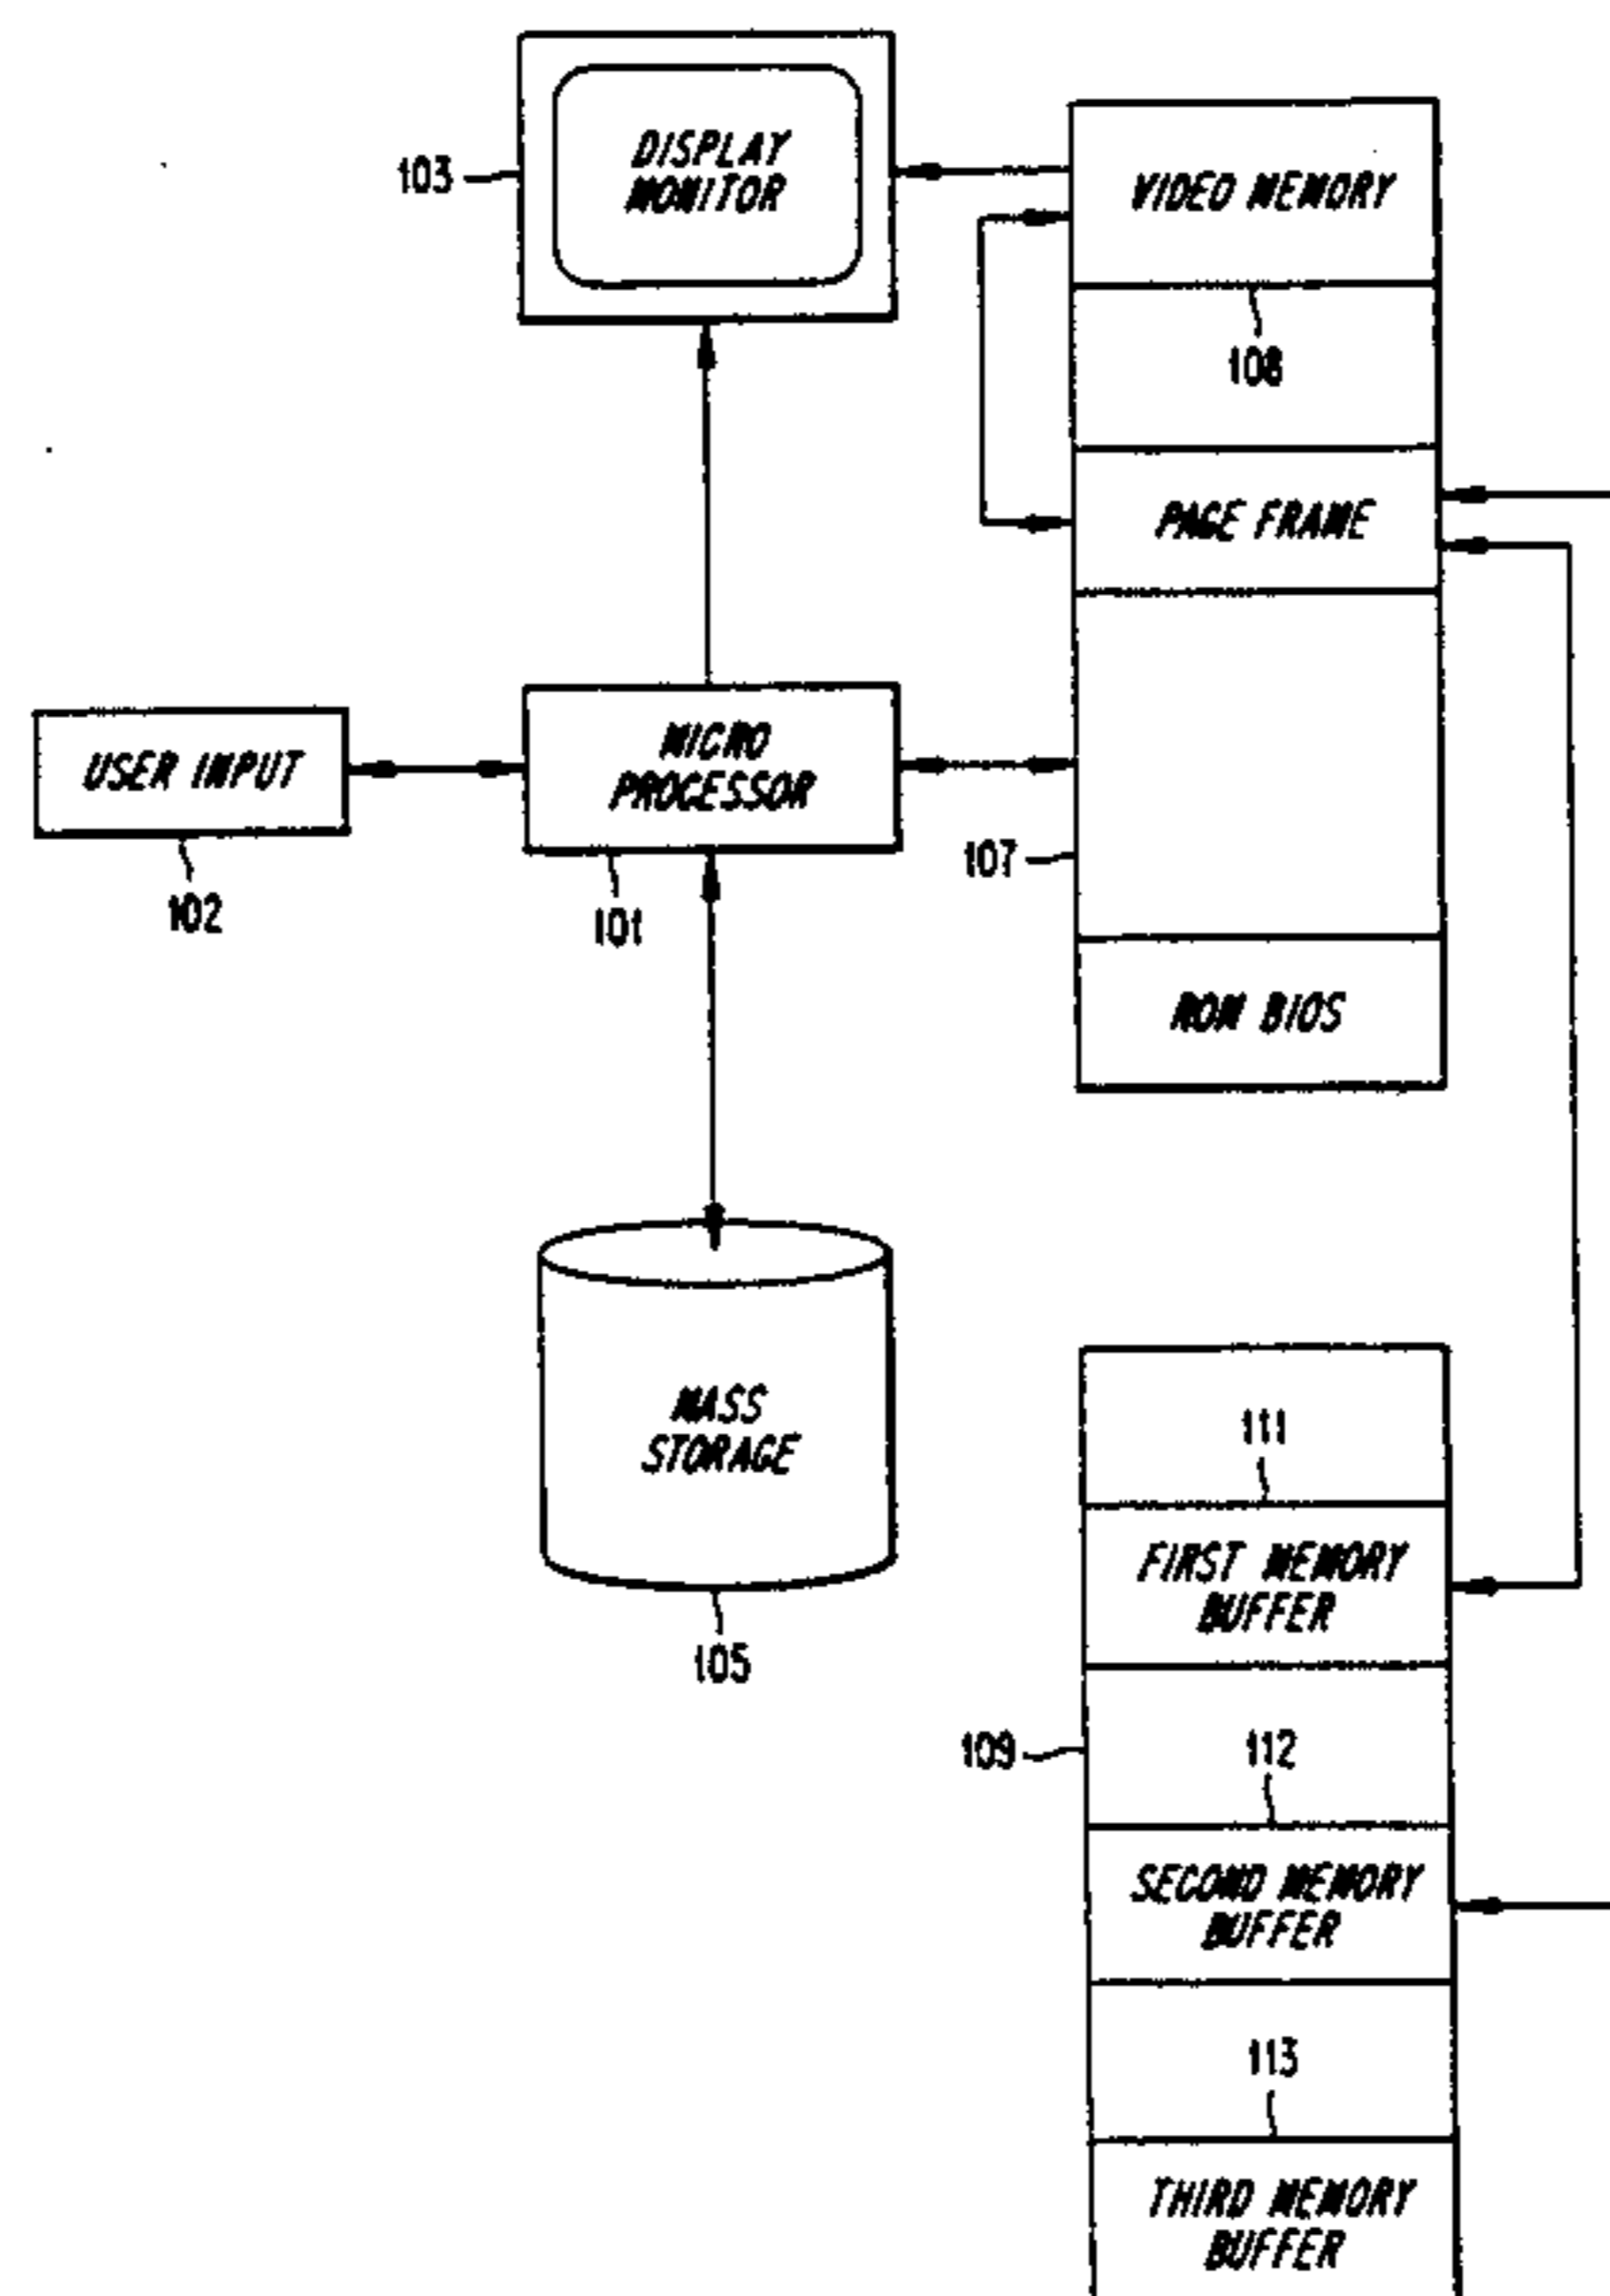 DISPLAY
MONITOR
103
VIDEO MEMORY
108
PAGE FRAME
USER INPUT
102
MICRO
PROCESSOR
101
107
ROM BIOS
MASS
STORAGE
105
111
FIRST MEMORY
BUFFER
109
112
SECOND MEMORY
BUFFER
113
THIRD MEMORY
BUFFER